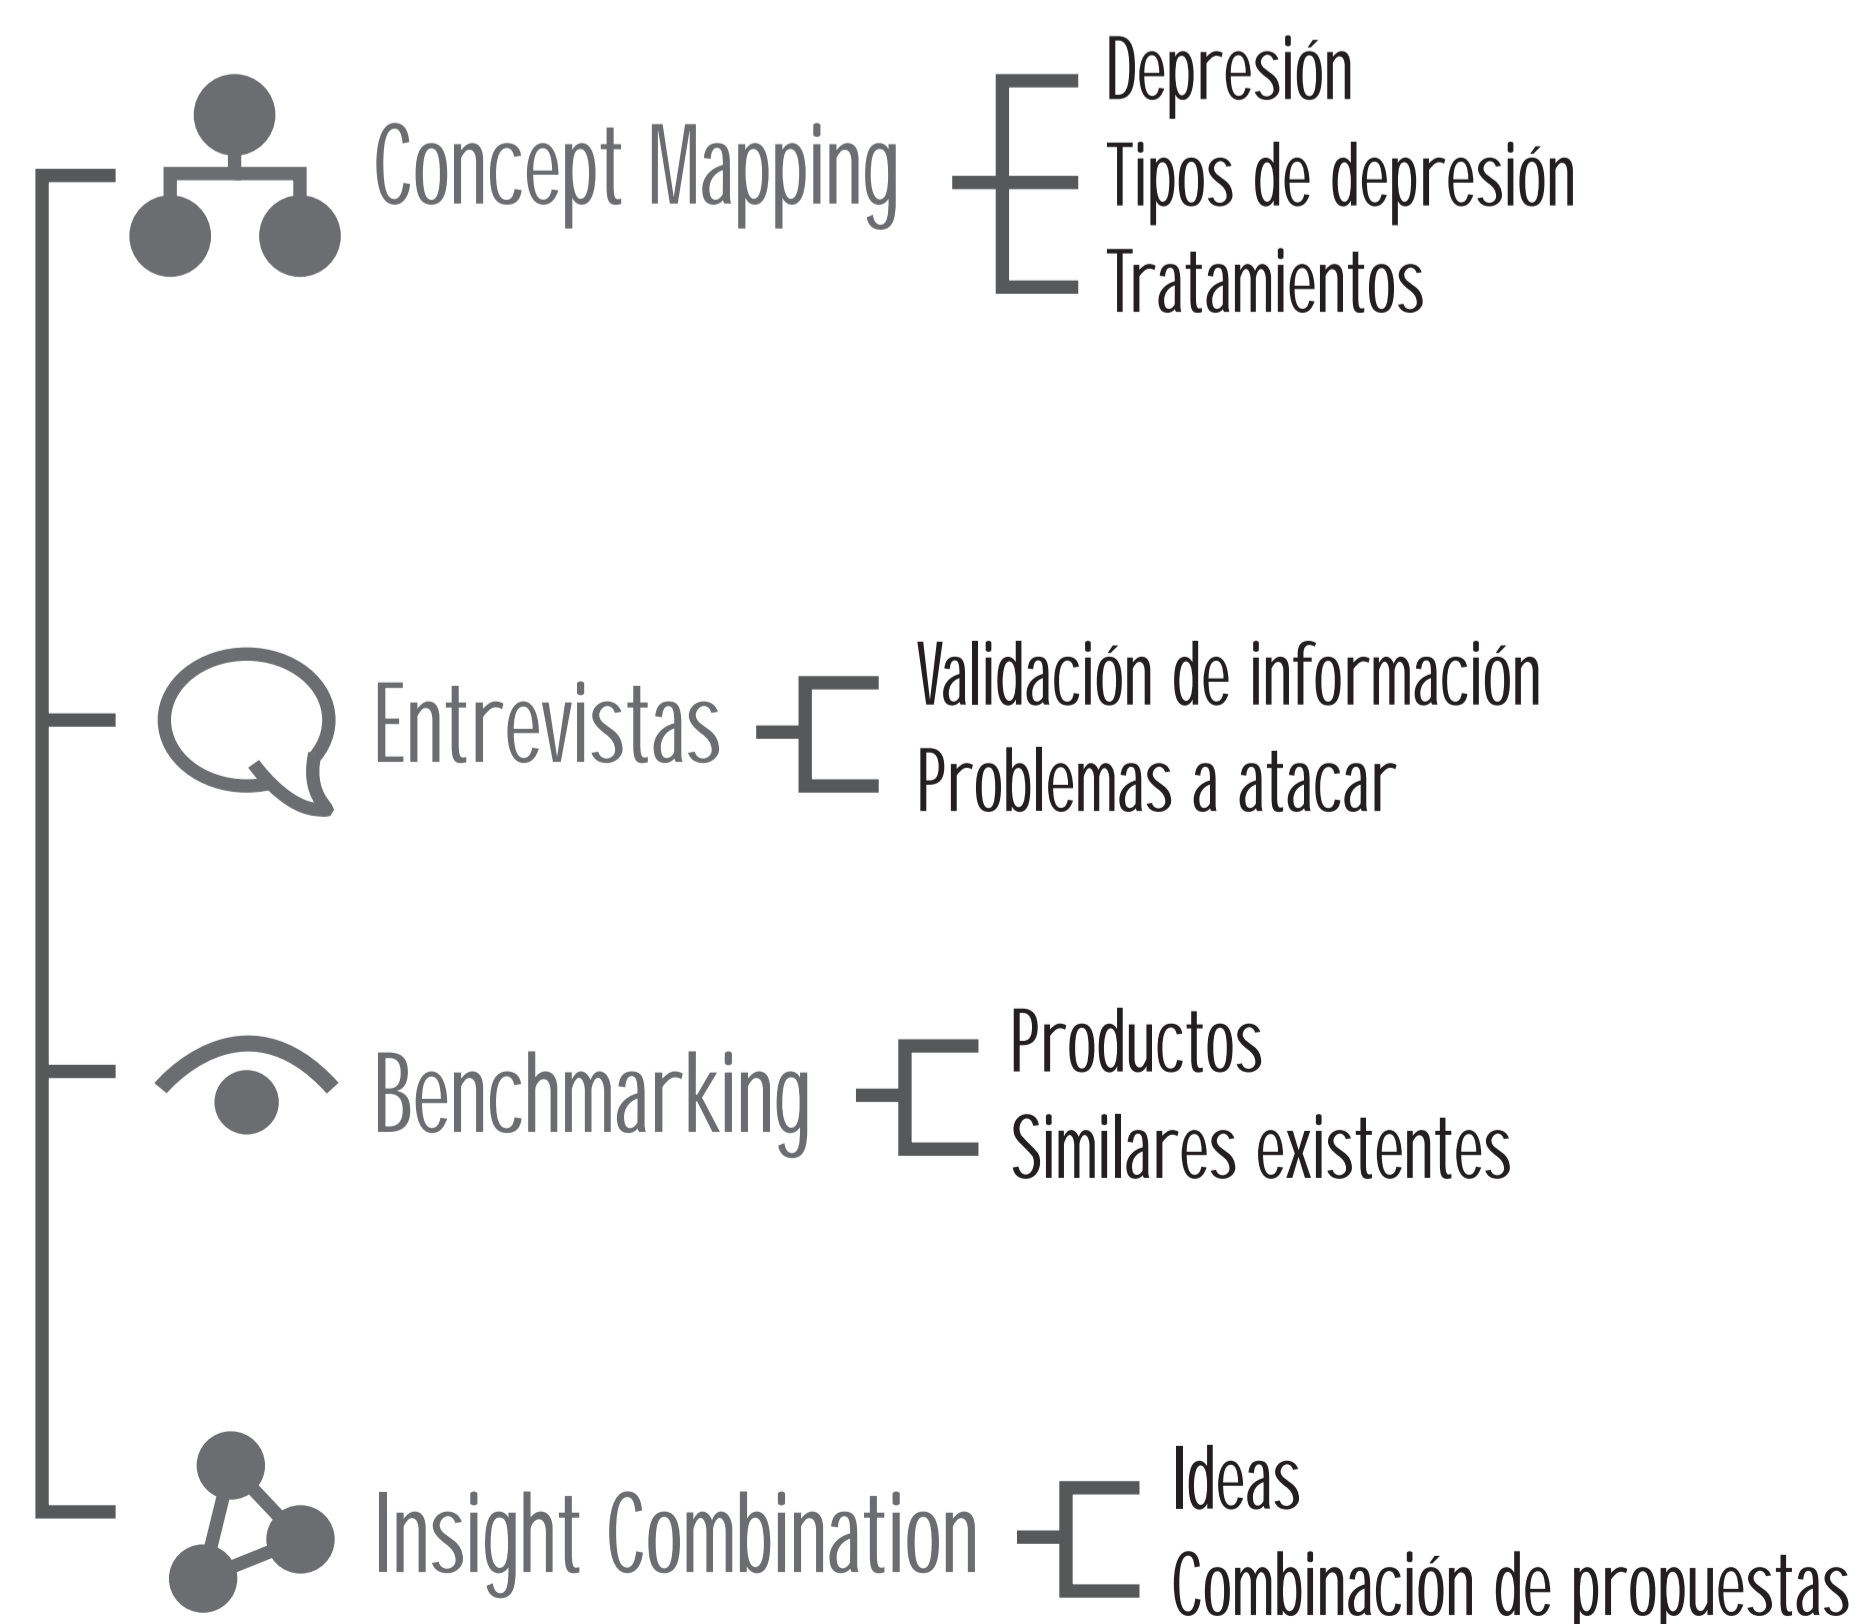 Concept Mapping
Depresión
Tipos de depresión
Tratamientos
Entrevistas
Validación de información
Problemas a atacar
Benchmarking
Productos
Similares existentes
Insight Combination
Ideas
Combinación de propuestas